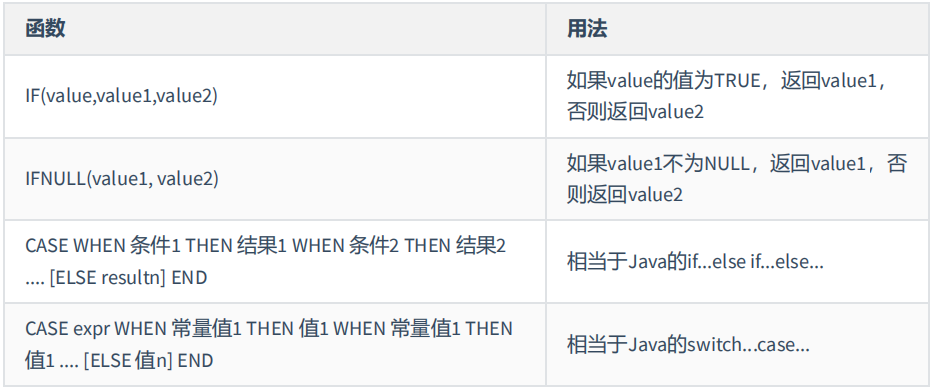 函数
用法
IF(value,value1,value2)
如果value的值为TRUE，返回value1，
否则返回value2
IFNULL(value1, value2)
如果value1不为NULL，返回value1，否
则返回value2
CASE WHEN 条件1 THEN 结果1 WHEN 条件2 THEN 结果2
.... [ELSE resultn] END
相当于Java的if...else if...else...
CASE expr WHEN 常量值1 THEN 值1 WHEN 常量值1 THEN
值1 .... [ELSE 值n] END
相当于Java的switch...case...